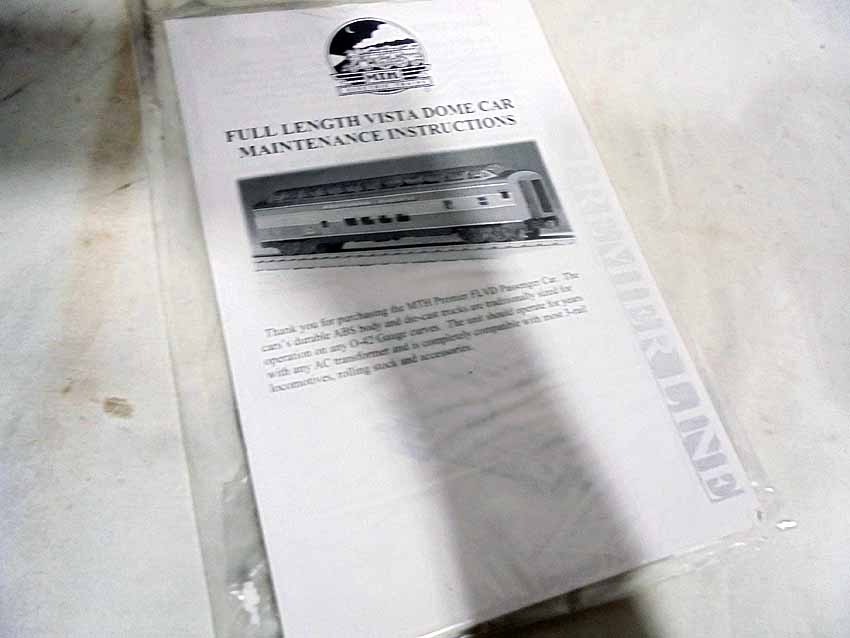 MTH
FULL LENGTH VISTA DOME CAR
MAINTENANCE INSTRUCTIONS
Thank you for purchasing the MTH Premier FLVD Passenger Car. The
cars's durable ABS body and die-cast trucks are traditionally sized for
operation on any O-42 Gauge curves. The unit should operate for years
with any AC transformer and is completely compatible with most 3-rail
locomotives, rolling stock and accessories.
PREMIER LINE